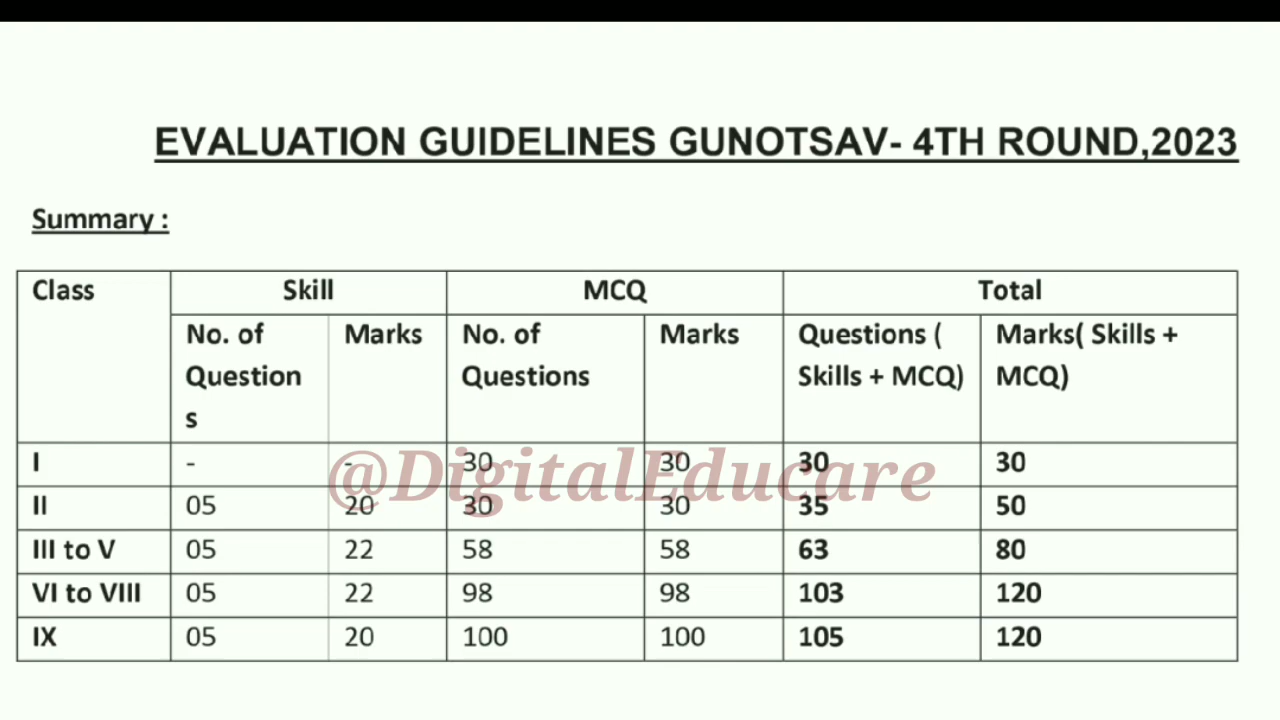 EVALUATION GUIDELINES GUNOTSAV- 4TH ROUND,2023
Summary :
Class Skill MCQ Total
No. of Question s Marks No. of Questions Marks Questions ( Skills + MCQ) Marks( Skills + MCQ)
I - - 30 30 30 30
II 05 20 30 30 35 50
III to V 05 22 58 58 63 80
VI to VIII 05 22 98 98 103 120
IX 05 20 100 100 105 120
@DigitalEducare